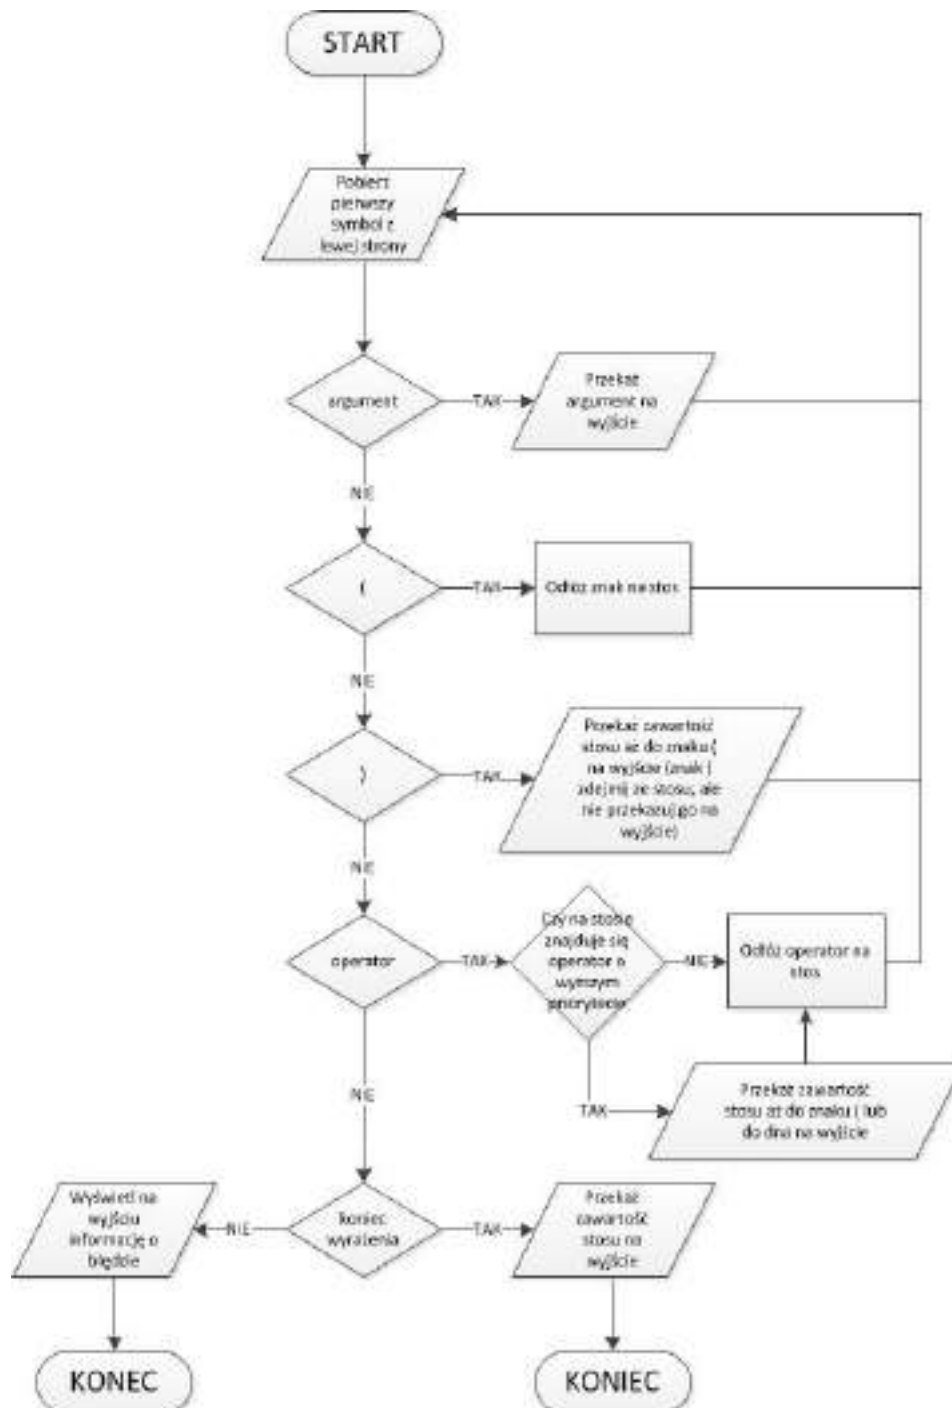 START
Pobierz
pierwszy
symbol z
lewej strony
argument
TAK
Przekaż
argument na
wyjście
NIE
(
TAK
Odłóż znak na stos
NIE
)
TAK
Przekaż zawartość
stosu aż do znaku (
na wyjście (znak (
zdejmij ze stosu, ale
nie przekazuj go na
wyjście)
NIE
operator
TAK
Czy na stosie
znajduje się
operator o
wyższym
priorytecie
NIE
Odłóż operator na
stos
NIE
TAK
Przekaż zawartość
stosu aż do znaku ( lub
do dna na wyjście
Wyświetl na
wyjściu
informację o
błędzie
NIE
koniec
wyrażenia
TAK
Przekaż
zawartość
stosu na
wyjście
KONEC
KONIEC